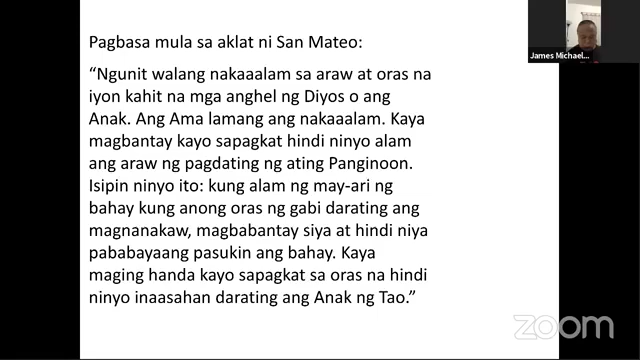 Pagbasa mula sa aklat ni San Mateo:
“Ngunit walang nakaaalam sa araw at oras na
iyon kahit na mga anghel ng Diyos o ang
Anak. Ang Ama lamang ang nakaaalam. Kaya
magbantay kayo sapagkat hindi ninyo alam
ang araw ng pagdating ng ating Panginoon.
Isipin ninyo ito: kung alam ng may-ari ng
bahay kung anong oras ng gabi darating ang
magnanakaw, magbabantay siya at hindi niya
pababayaang pasukin ang bahay. Kaya
maging handa kayo sapagkat sa oras na hindi
ninyo inaasahan darating ang Anak ng Tao.”
James Michael...
zoom